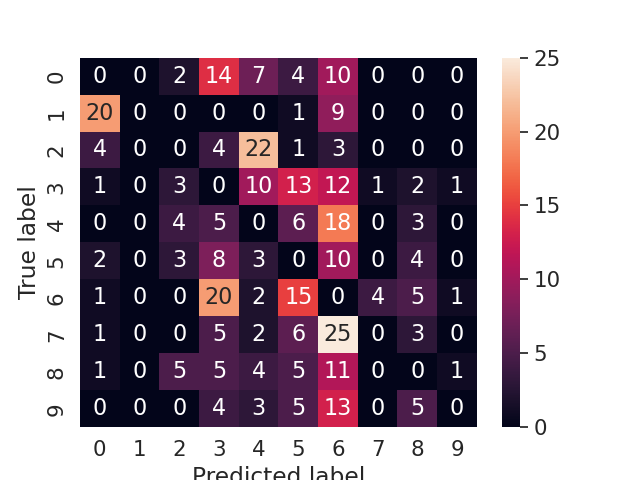 0 0 0 2 14 7 4 10 0 0 0
1 20 0 0 0 0 1 9 0 0 0
2 4 0 0 4 22 1 3 0 0 0
3 1 0 3 0 10 13 12 1 2 1
4 0 0 4 5 0 6 18 0 3 0
5 2 0 3 8 3 0 10 0 4 0
6 1 0 0 20 2 15 0 4 5 1
7 1 0 0 5 2 6 25 0 3 0
8 1 0 5 5 4 5 11 0 0 1
9 0 0 0 4 3 5 13 0 5 0
0 1 2 3 4 5 6 7 8 9
Predicted label
True label
25
20
15
10
5
0